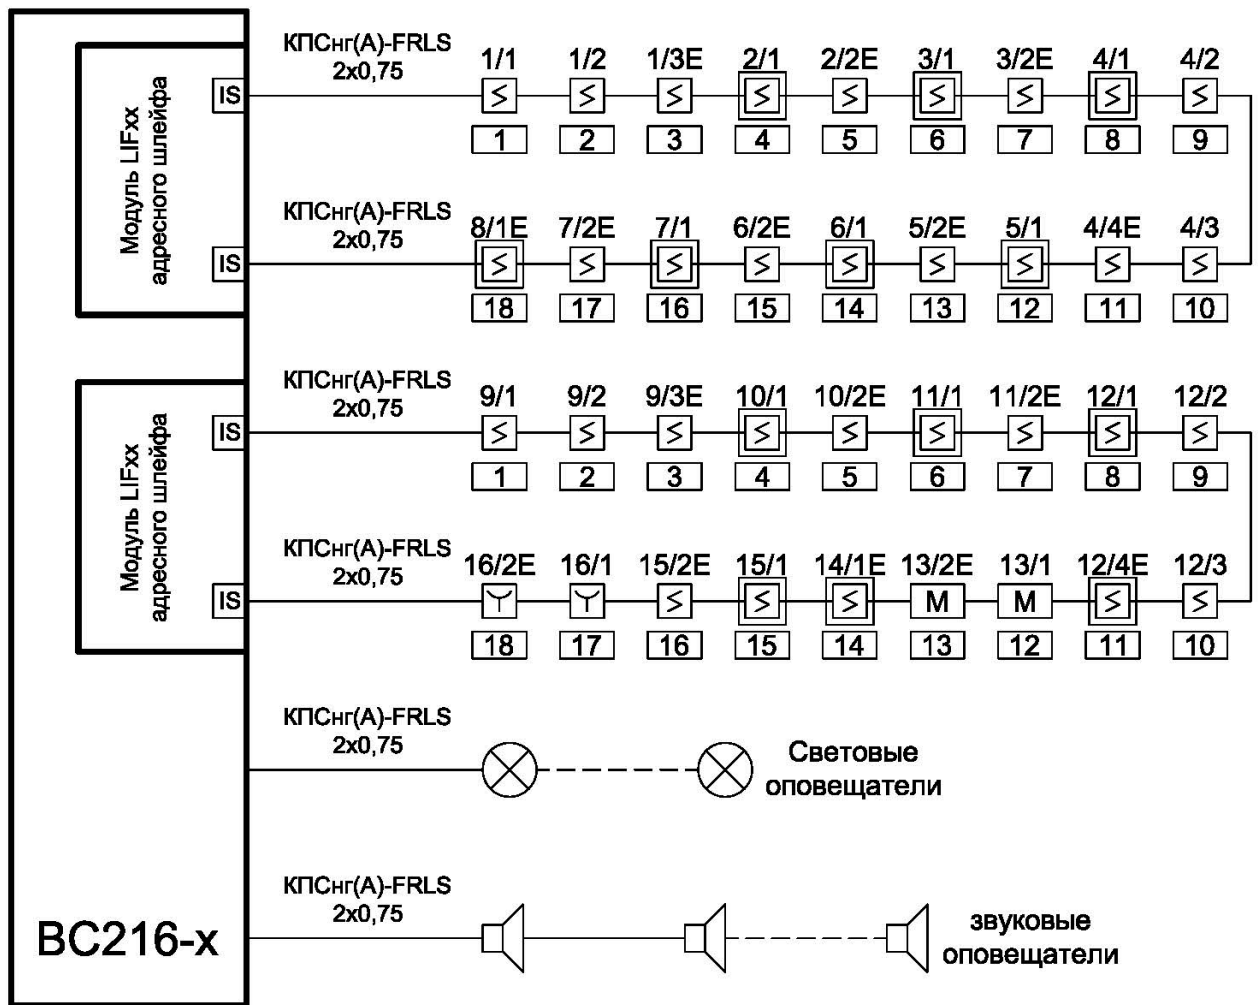 КПСнг(А)-FRLS
2x0,75
1/1 1/2 1/3E 2/1 2/2E 3/1 3/2E 4/1 4/2
IS
1 2 3 4 5 6 7 8 9
Модуль LIFxx
адресного шлейфа
КПСнг(А)-FRLS
2x0,75
8/1E 7/2E 7/1 6/2E 6/1 5/2E 5/1 4/4E 4/3
IS
18 17 16 15 14 13 12 11 10
КПСнг(А)-FRLS
2x0,75
9/1 9/2 9/3E 10/1 10/2E 11/1 11/2E 12/1 12/2
IS
1 2 3 4 5 6 7 8 9
Модуль LIFxx
адресного шлейфа
КПСнг(А)-FRLS
2x0,75
16/2E 16/1 15/2E 15/1 14/1E 13/2E 13/1 12/4E 12/3
IS
M M
18 17 16 15 14 13 12 11 10
КПСнг(А)-FRLS
2x0,75
Световые
оповещатели
КПСнг(А)-FRLS
2x0,75
BC216-x
звуковые
оповещатели